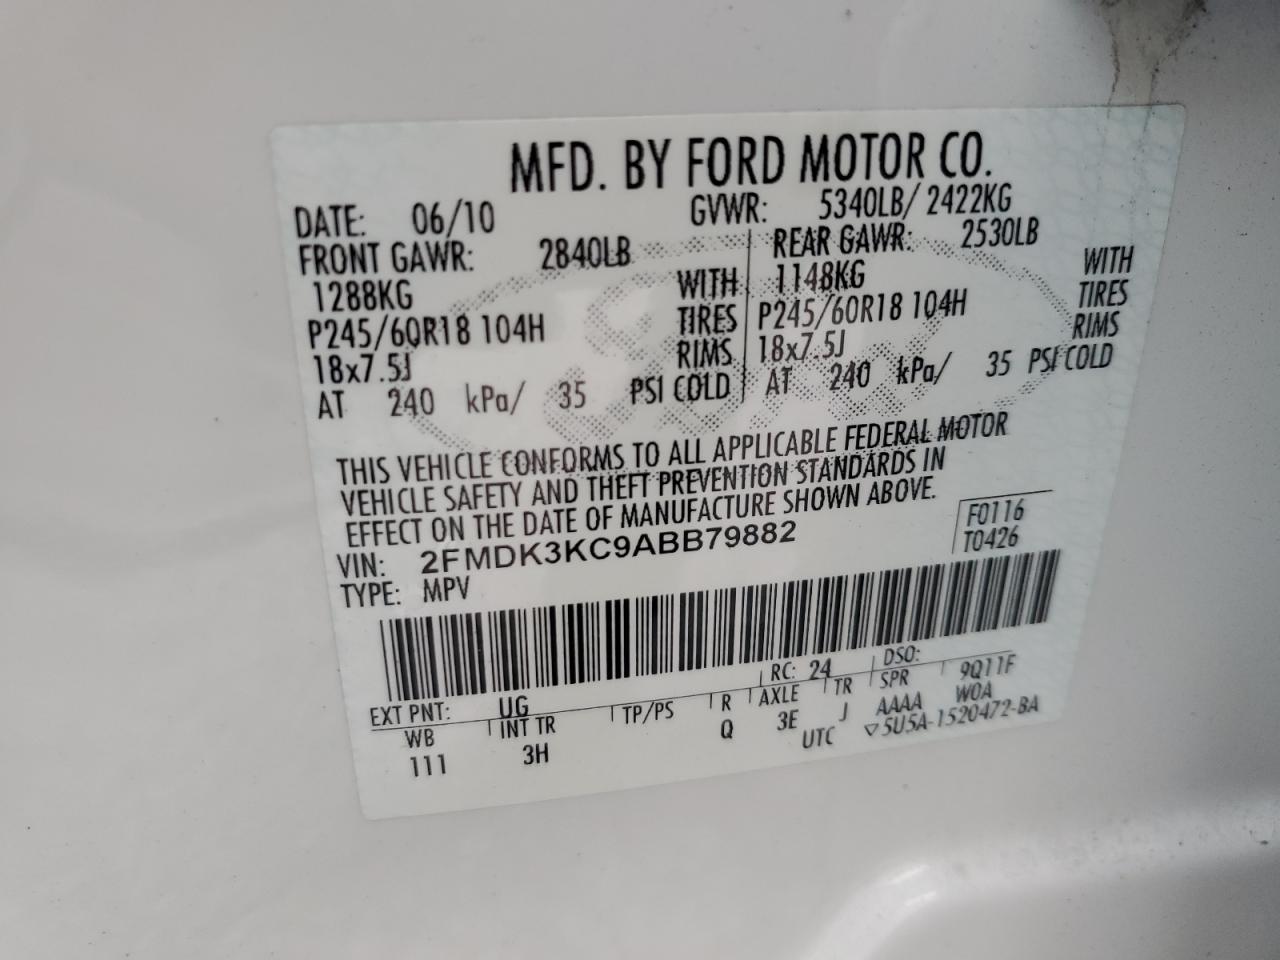 MFD. BY FORD MOTOR CO.
DATE: 06/10 GVWR: 5340LB/ 2422KG
FRONT GAWR: 2840LB REAR GAWR: 2530LB
1288KG WITH 1148KG WITH
P245/60R18 104H TIRES P245/60R18 104H TIRES
18x7.5J RIMS 18x7.5J RIMS
AT 240 kPa/ 35 PSI COLD AT 240 kPa/ 35 PSI COLD
THIS VEHICLE CONFORMS TO ALL APPLICABLE FEDERAL MOTOR
VEHICLE SAFETY AND THEFT PREVENTION STANDARDS IN
EFFECT ON THE DATE OF MANUFACTURE SHOWN ABOVE.
VIN: 2FMDK3KC9ABB79882 F0116
TYPE: MPV T0426
EXT PNT: UG RC: 24 DSO:
WB INT TR TP/PS R AXLE TR SPR 9Q11F
111 3H Q 3E J AAAA WOA
UTC ▽5U5A-1520472-BA